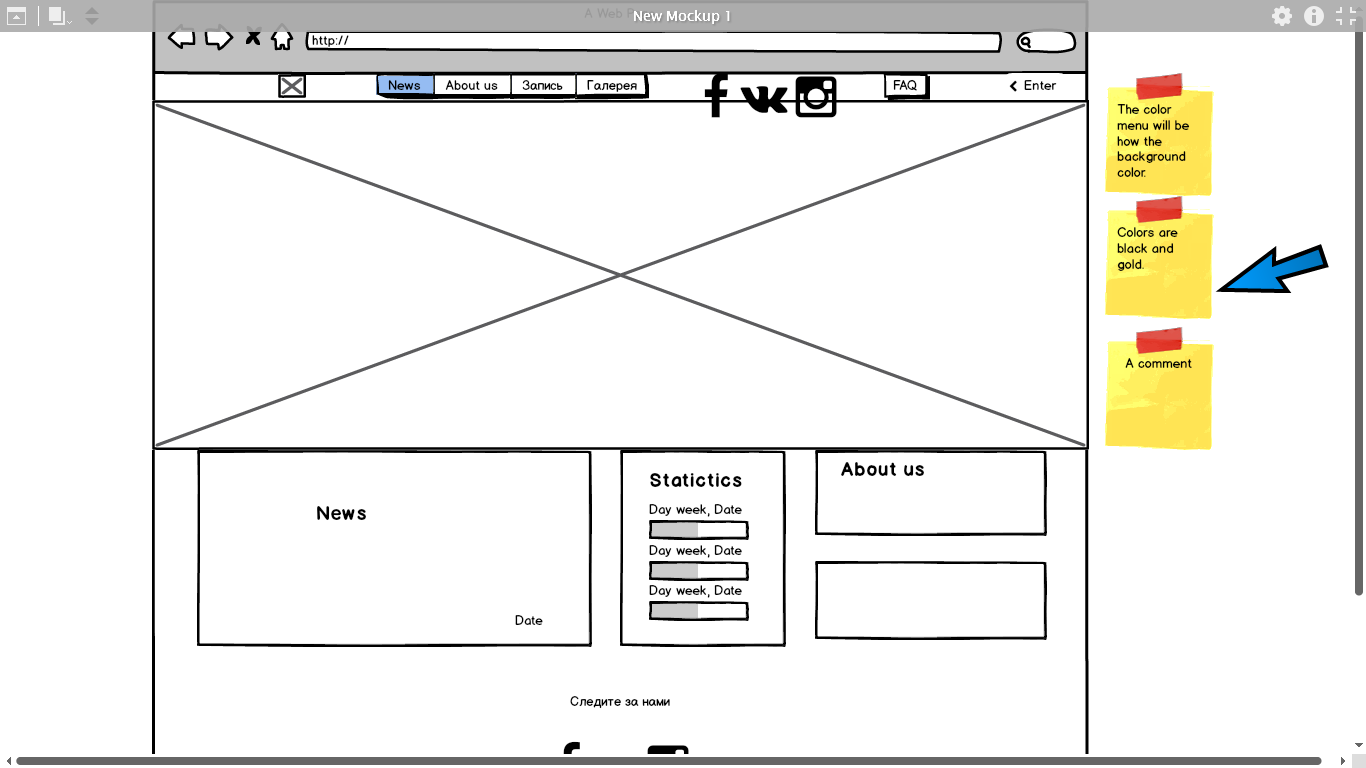 A Web P
New Mockup 1
http://
News
About us
Запись
Галерея
FAQ
Enter
The color
menu will be
how the
background
color.
Colors are
black and
gold.
A comment
News
Date
Statictics
Day week, Date
Day week, Date
Day week, Date
About us
Следите за нами